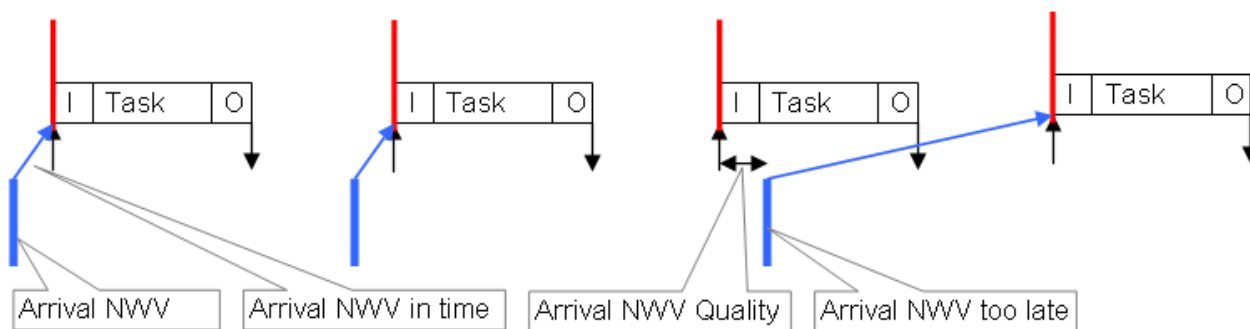 I Task O
I Task O
I Task O
I Task O
Arrival NWV
Arrival NWV in time
Arrival NWV Quality
Arrival NWV too late